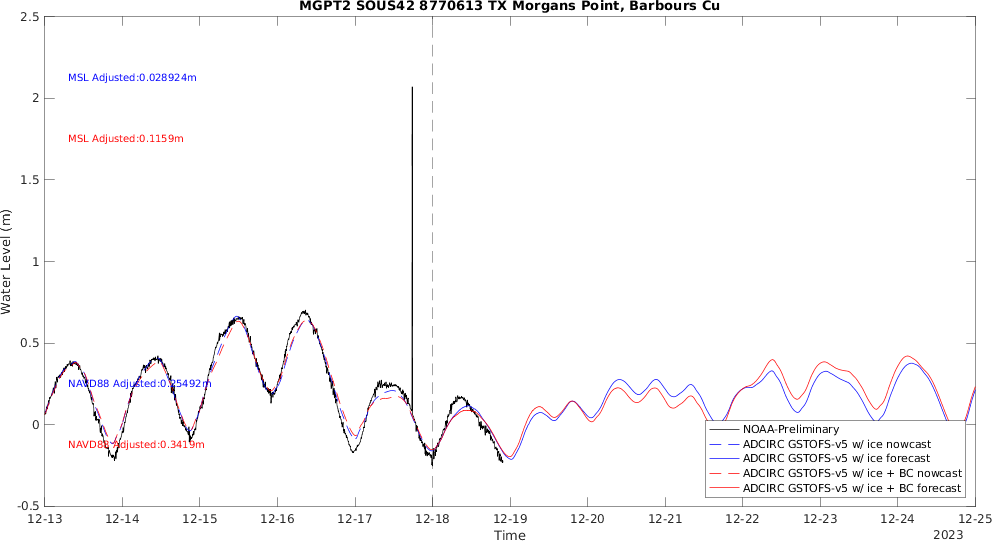 MGPT2 SOUS42 8770613 TX Morgans Point, Barbours Cu
2.5
MSL Adjusted:0.028924m
2
MSL Adjusted:0.1159m
1.5
Water Level (m)
1
0.5
NAVD88 Adjusted:0.25492m
0
NAVD88 Adjusted:0.3419m
NOAA-Preliminary
ADCIRC GSTOFS-v5 w/ ice nowcast
ADCIRC GSTOFS-v5 w/ ice forecast
ADCIRC GSTOFS-v5 w/ ice + BC nowcast
ADCIRC GSTOFS-v5 w/ ice + BC forecast
-0.5
12-13 12-14 12-15 12-16 12-17 12-18 12-19 12-20 12-21 12-22 12-23 12-24 12-25
Time
2023